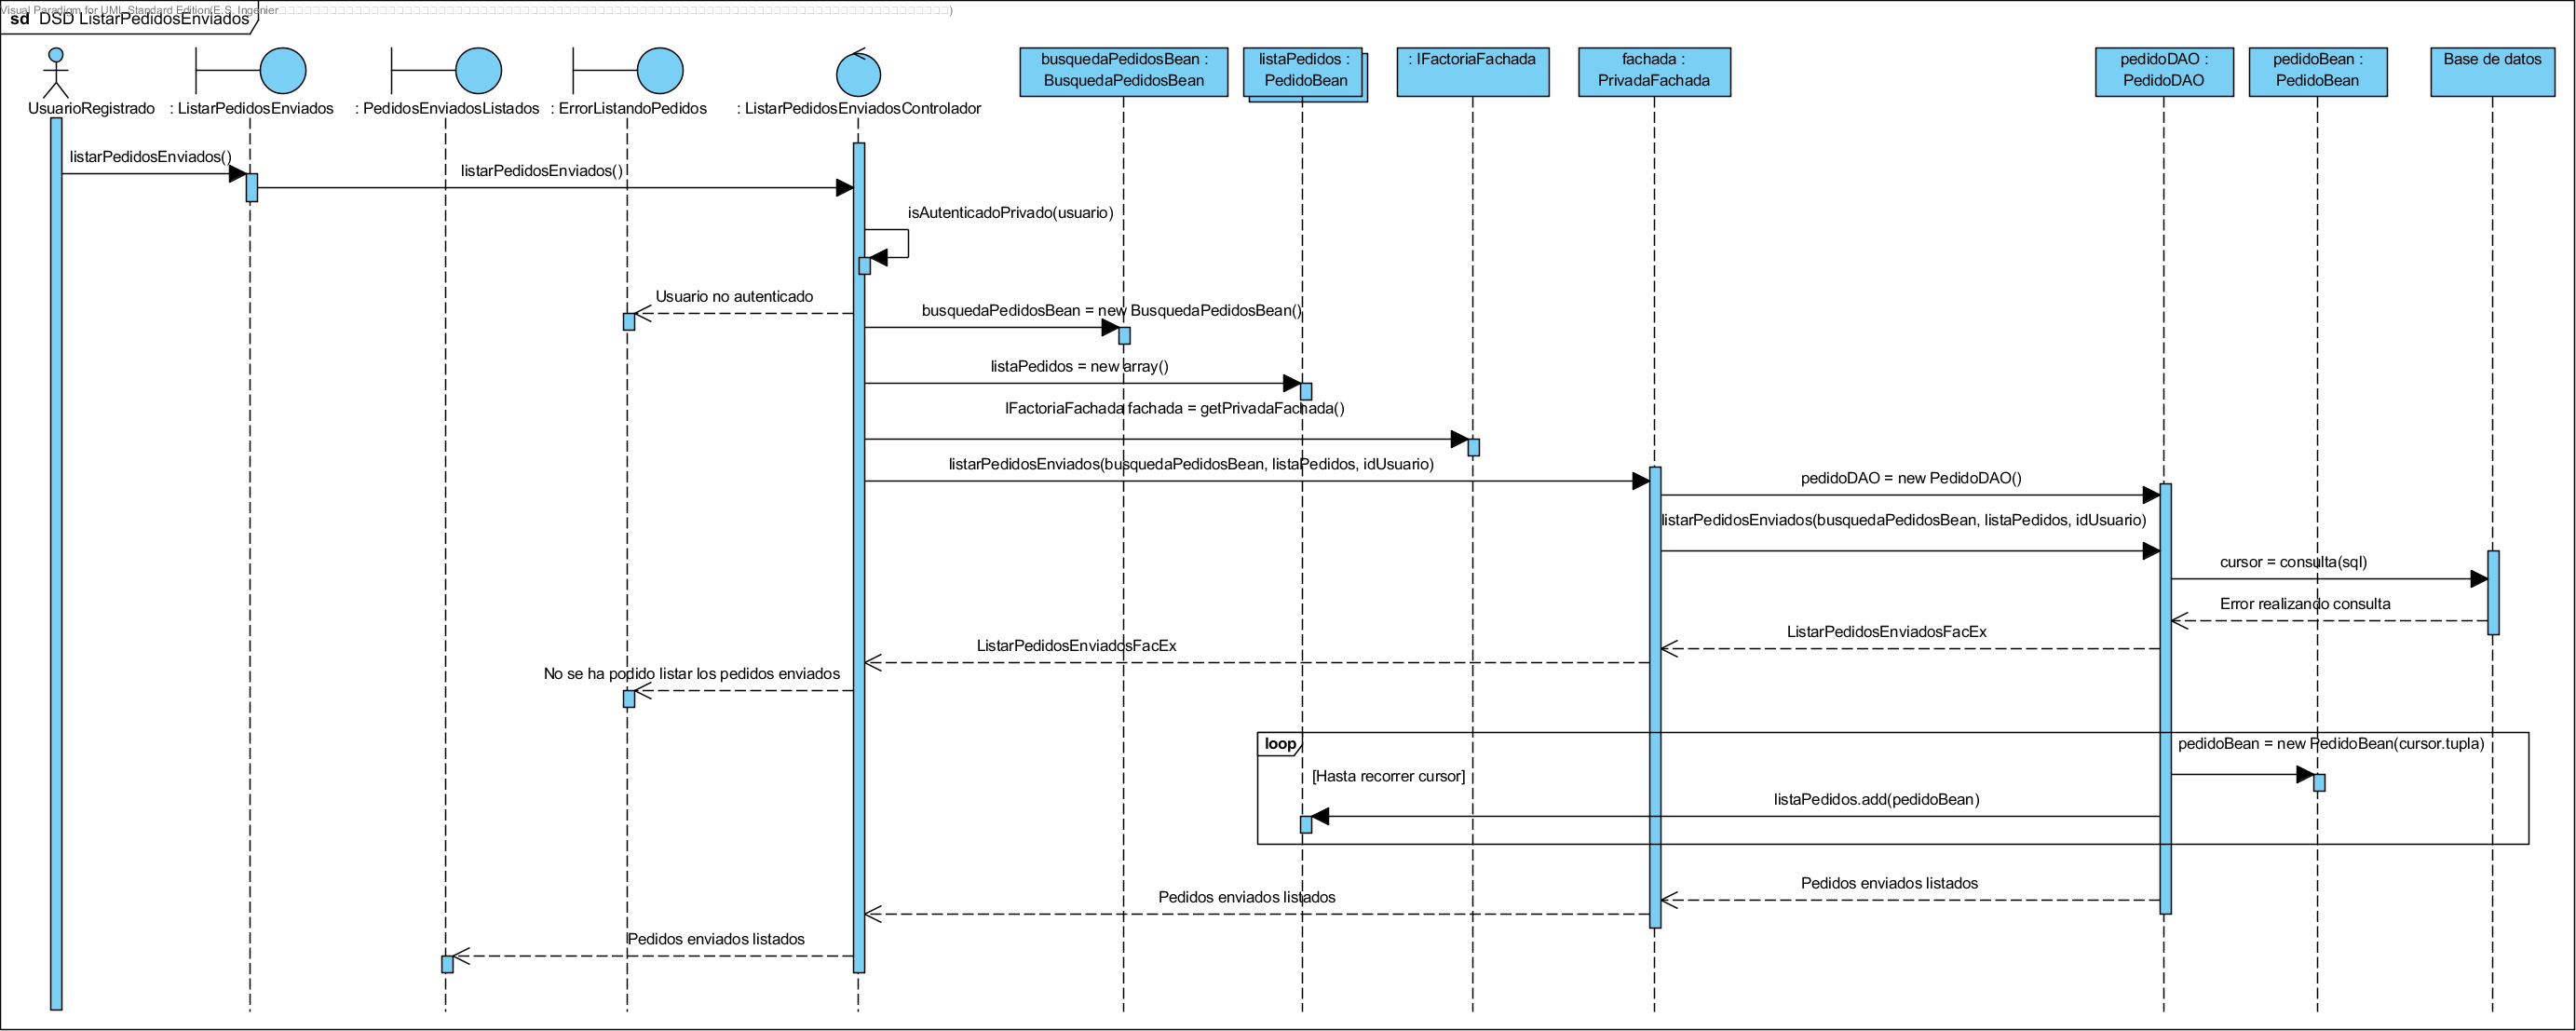 Visual Paradigm for UML Standard Edition(E.S. Ingenier
sd DSD ListarPedidosEnviados
UsuarioRegistrado
: ListarPedidosEnviados
: PedidosEnviadosListados
: ErrorListandoPedidos
: ListarPedidosEnviadosControlador
busquedaPedidosBean :
BusquedaPedidosBean
listaPedidos :
PedidoBean
: IFactoriaFachada
fachada :
PrivadaFachada
pedidoDAO :
PedidoDAO
pedidoBean :
PedidoBean
Base de datos
listarPedidosEnviados()
listarPedidosEnviados()
isAutenticadoPrivado(usuario)
Usuario no autenticado
busquedaPedidosBean = new BusquedaPedidosBean()
listaPedidos = new array()
IFactoriaFachada fachada = getPrivadaFachada()
listarPedidosEnviados(busquedaPedidosBean, listaPedidos, idUsuario)
pedidoDAO = new PedidoDAO()
listarPedidosEnviados(busquedaPedidosBean, listaPedidos, idUsuario)
cursor = consulta(sql)
Error realizando consulta
ListarPedidosEnviadosFacEx
ListarPedidosEnviadosFacEx
No se ha podido listar los pedidos enviados
loop
pedidoBean = new PedidoBean(cursor.tupla)
[Hasta recorrer cursor]
listaPedidos.add(pedidoBean)
Pedidos enviados listados
Pedidos enviados listados
Pedidos enviados listados